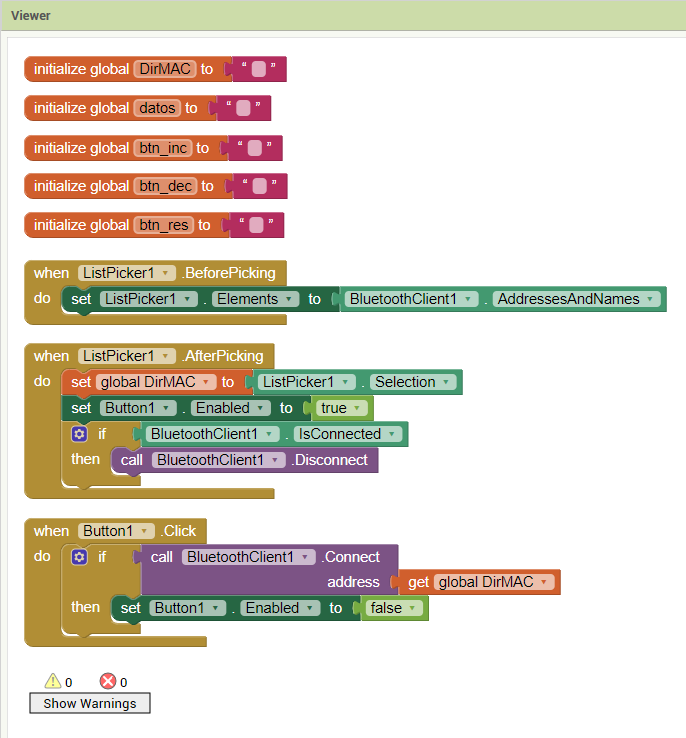 Viewer
initialize global DirMAC to “ ”
initialize global datos to “ ”
initialize global btn_inc to “ ”
initialize global btn_dec to “ ”
initialize global btn_res to “ ”
when ListPicker1 .BeforePicking
do set ListPicker1 . Elements to BluetoothClient1 . AddressesAndNames
when ListPicker1 .AfterPicking
do set global DirMAC to ListPicker1 . Selection
set Button1 . Enabled to true
if BluetoothClient1 . IsConnected
then call BluetoothClient1 .Disconnect
when Button1 .Click
do if call BluetoothClient1 .Connect
address get global DirMAC
then set Button1 . Enabled to false
0 0
Show Warnings